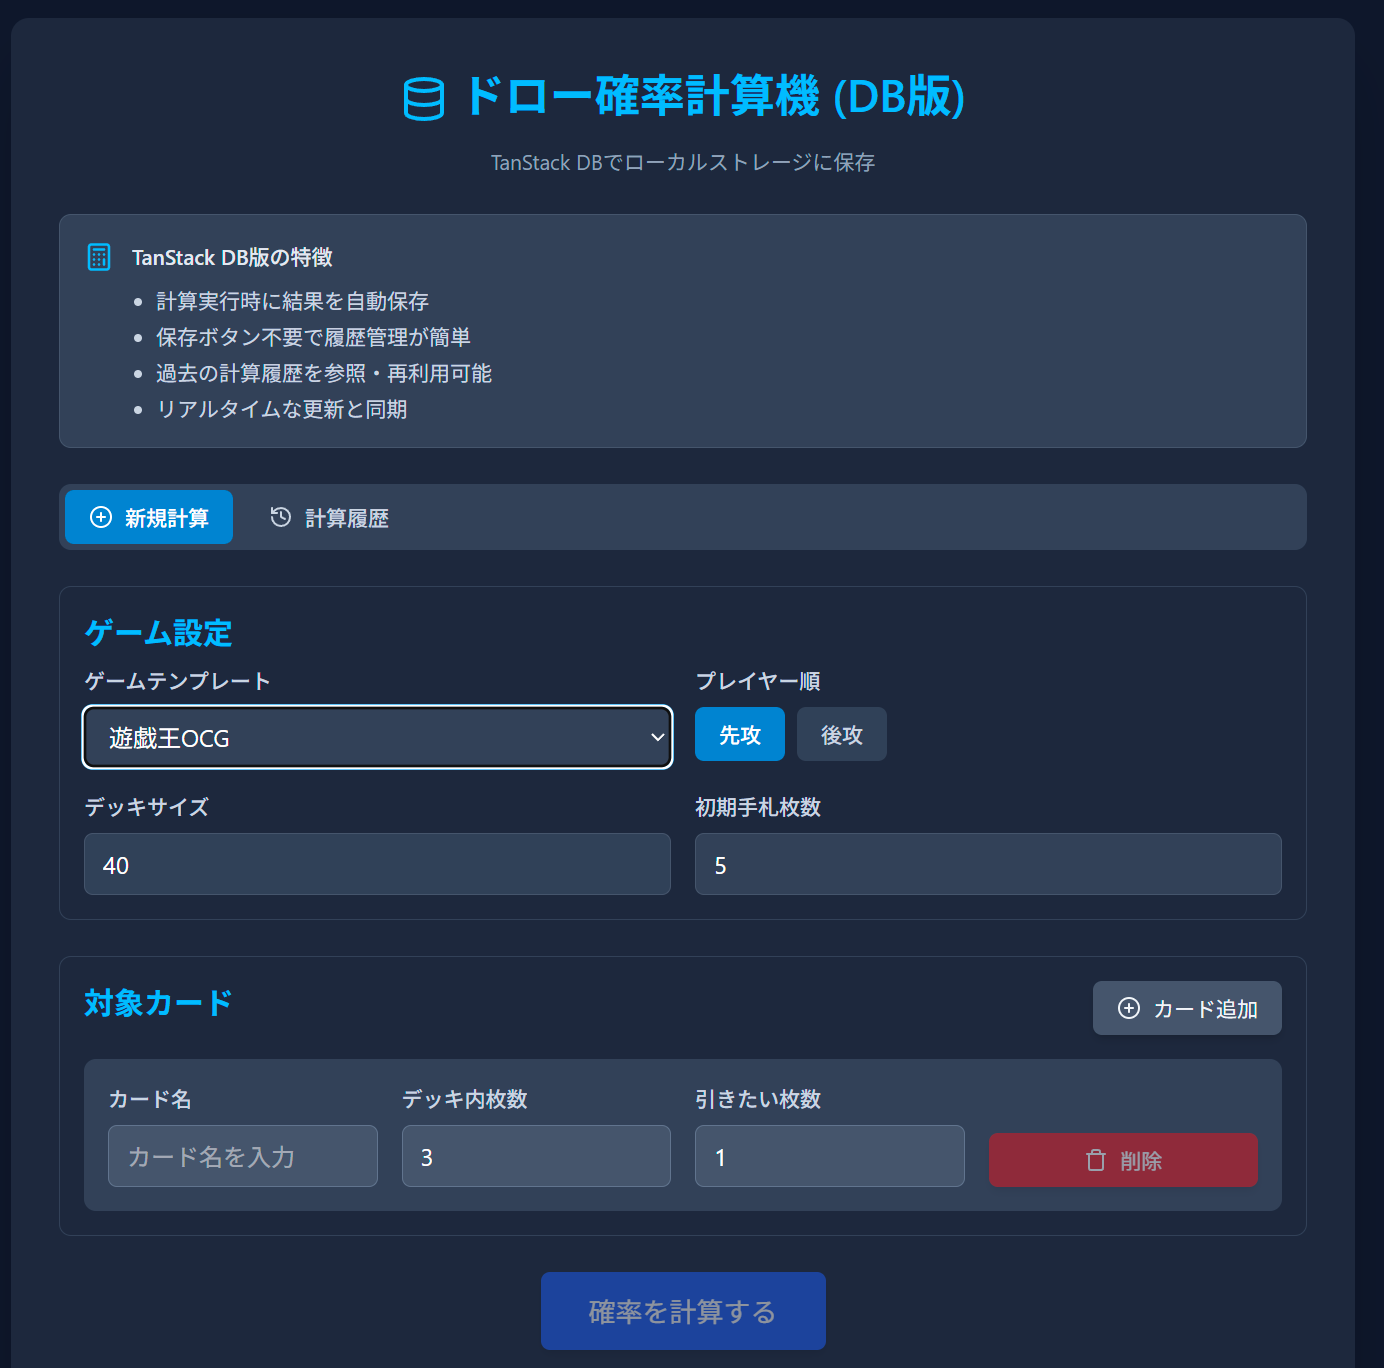 ドロー確率計算機 (DB版)
TanStack DBでローカルストレージに保存
TanStack DB版の特徴
計算実行時に結果を自動保存
保存ボタン不要で履歴管理が簡単
過去の計算履歴を参照・再利用可能
リアルタイムな更新と同期
新規計算 計算履歴
ゲーム設定
ゲームテンプレート プレイヤー順
遊戯王OCG 先攻 後攻
デッキサイズ 初期手札枚数
40 5
対象カード カード追加
カード名 デッキ内枚数 引きたい枚数
カード名を入力 3 1 削除
確率を計算する